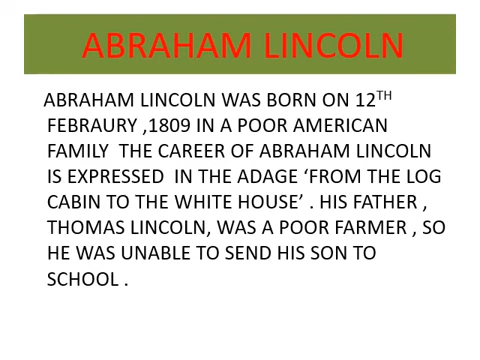 ABRAHAM LINCOLN
ABRAHAM LINCOLN WAS BORN ON 12TH
FEBRAURY ,1809 IN A POOR AMERICAN
FAMILY THE CAREER OF ABRAHAM LINCOLN
IS EXPRESSED IN THE ADAGE ‘FROM THE LOG
CABIN TO THE WHITE HOUSE’ . HIS FATHER ,
THOMAS LINCOLN, WAS A POOR FARMER , SO
HE WAS UNABLE TO SEND HIS SON TO
SCHOOL .